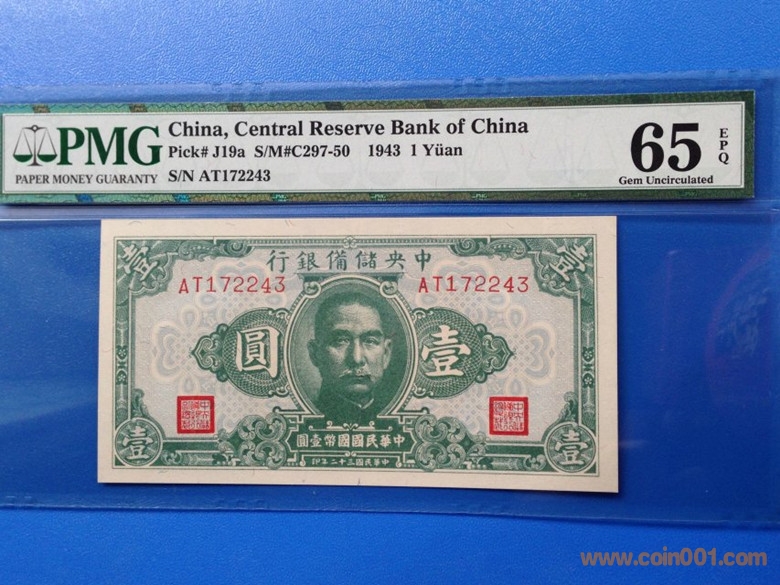 PMG
PAPER MONEY GUARANTY
China, Central Reserve Bank of China
Pick# J19a S/M#C297-50 1943 1 Yüan
S/N AT172243
65
EPQ
Gem Uncirculated
行銀備儲央中
壹
壹
AT172243
AT172243
圓
壹
圓壹幣國國民華中
印年二十三國民華中
壹
壹
www.coin001.com